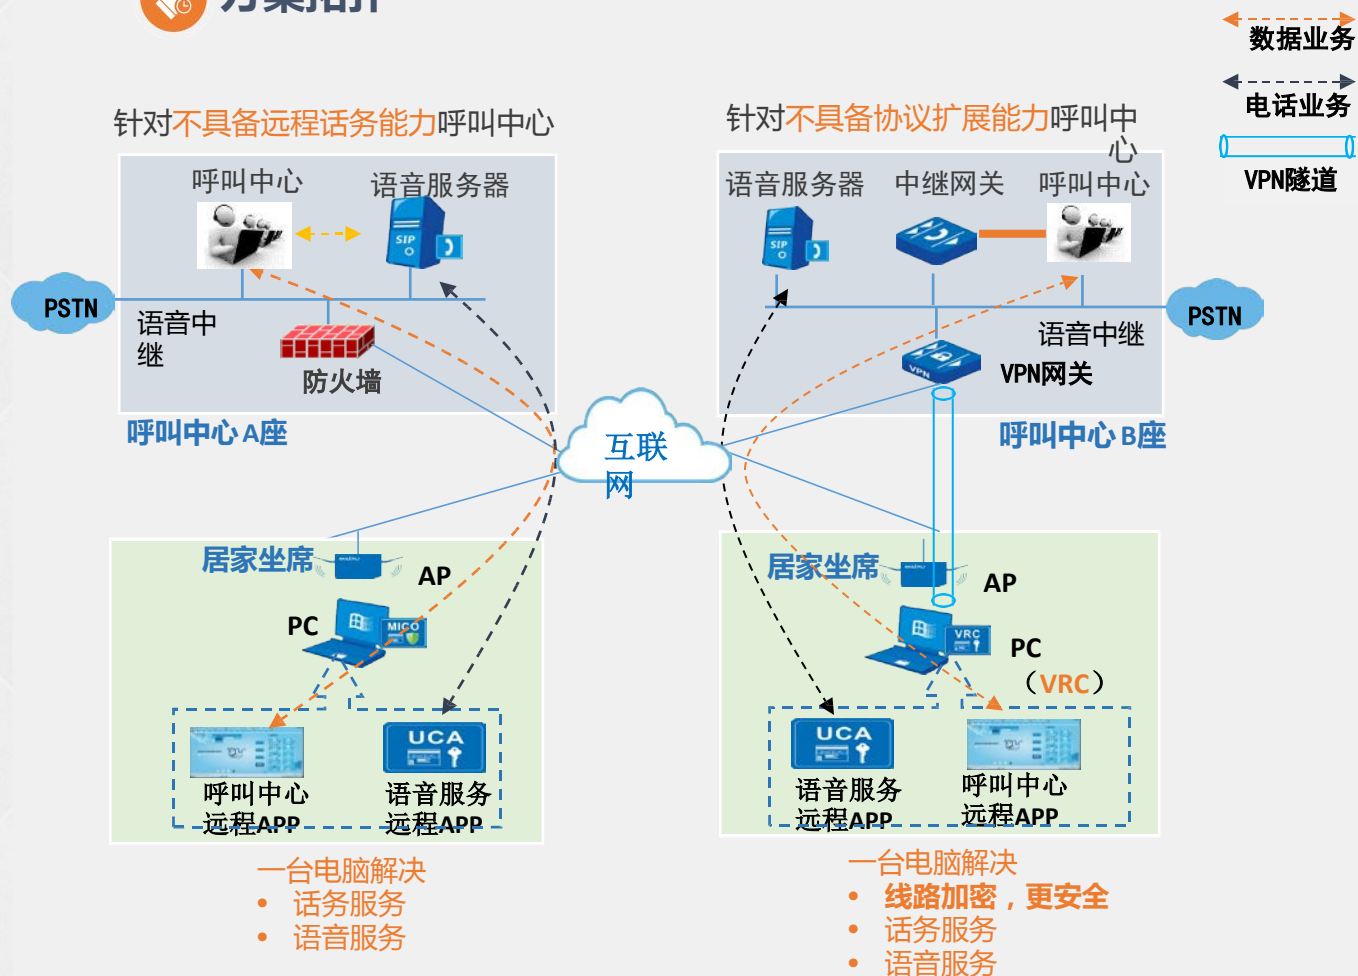 方案拓扑
数据业务
电话业务
VPN隧道
针对不具备远程话务能力呼叫中心
呼叫中心
语音服务器
SIP
PSTN
语音中
继
防火墙
呼叫中心A座
针对不具备协议扩展能力呼叫中
心
语音服务器
中继网关
呼叫中心
SIP
PSTN
语音中继
VPN
VPN网关
呼叫中心B座
互联
网
居家坐席
AP
PC
MICO
UCA
呼叫中心
远程APP
语音服务
远程APP
一台电脑解决
• 话务服务
• 语音服务
居家坐席
AP
VRC
PC
（VRC）
UCA
语音服务
远程APP
呼叫中心
远程APP
一台电脑解决
• 线路加密，更安全
• 话务服务
• 语音服务